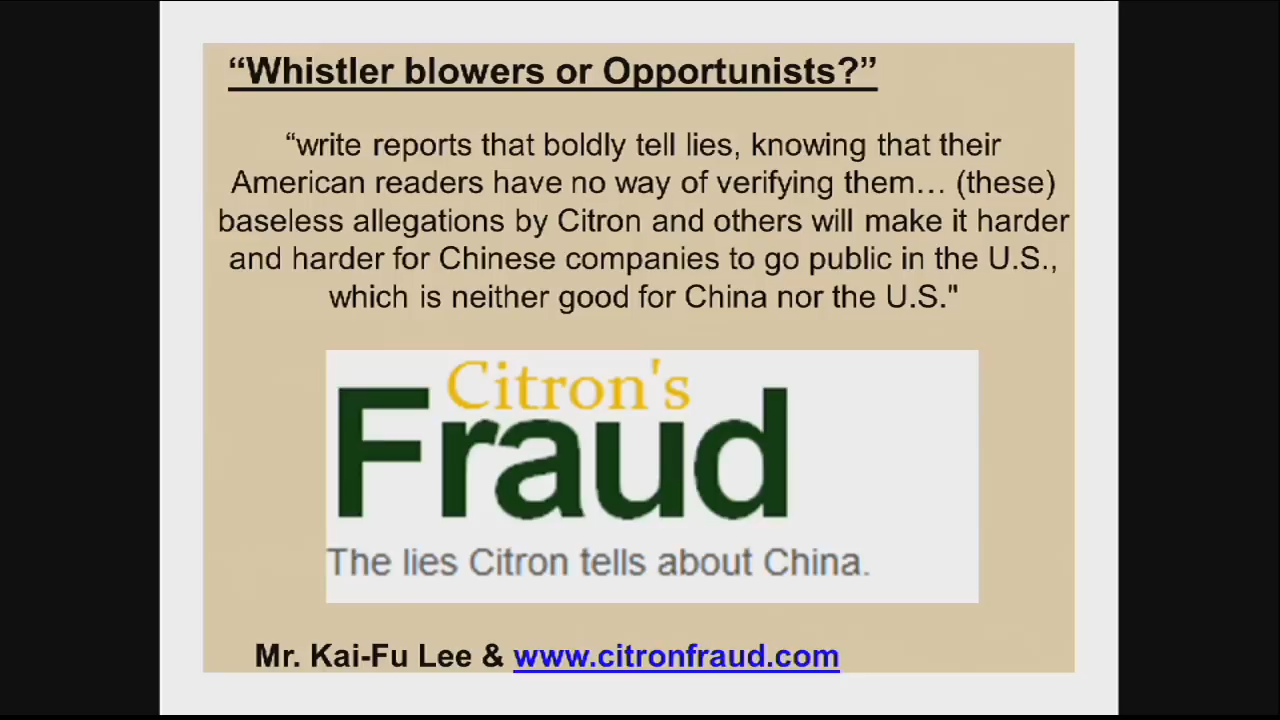 “Whistler blowers or Opportunists?”
“write reports that boldly tell lies, knowing that their
American readers have no way of verifying them… (these)
baseless allegations by Citron and others will make it harder
and harder for Chinese companies to go public in the U.S.,
which is neither good for China nor the U.S."
Citron's
Fraud
The lies Citron tells about China.
Mr. Kai-Fu Lee & www.citronfraud.com